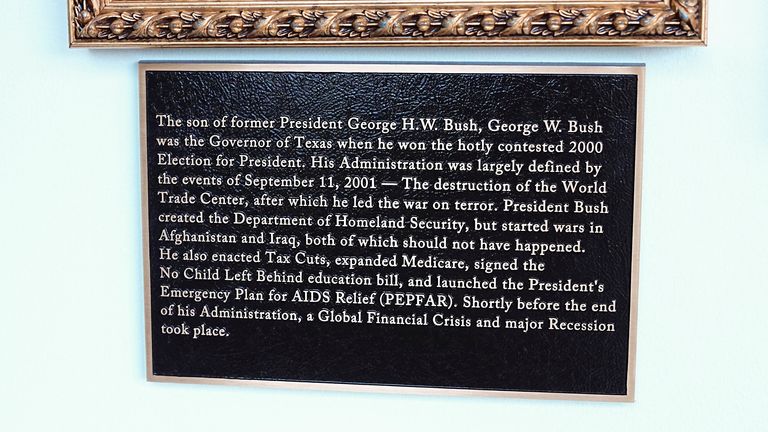 The son of former President George H.W. Bush, George W. Bush
was the Governor of Texas when he won the hotly contested 2000
Election for President. His Administration was largely defined by
the events of September 11, 2001 — The destruction of the World
Trade Center, after which he led the war on terror. President Bush
created the Department of Homeland Security, but started wars in
Afghanistan and Iraq, both of which should not have happened.
He also enacted Tax Cuts, expanded Medicare, signed the
No Child Left Behind education bill, and launched the President's
Emergency Plan for AIDS Relief (PEPFAR). Shortly before the end
of his Administration, a Global Financial Crisis and major Recession
took place.